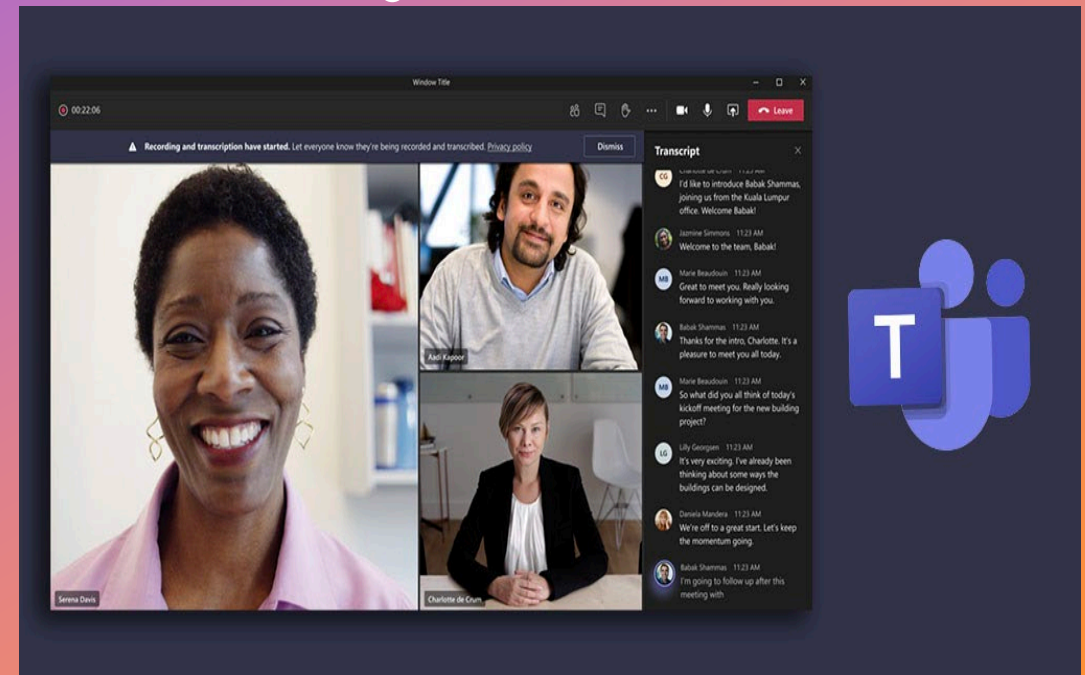 Window Title
00:22:06
Leave
Recording and transcription have started. Let everyone know they're being recorded and transcribed. Privacy policy
Dismiss
Aadi Kapoor
Serena Davis
Charlotte de Crum
Transcript
CG
Charlotte de Crum 11:23 AM
I'd like to introduce Babak Shammas,
joining us from the Kuala Lumpur
office. Welcome Babak!
Jazmine Simmons 11:23 AM
Welcome to the team, Babak!
MB
Marie Beaudouin 11:23 AM
Great to meet you. Really looking
forward to working with you.
Babak Shammas 11:23 AM
Thanks for the intro, Charlotte. It's a
pleasure to meet you all today.
MB
Marie Beaudouin 11:23 AM
So what did you all think of today's
kickoff meeting for the new building
project?
LG
Lilly Georgsen 11:23 AM
It's very exciting. I've already been
thinking about some ways the
buildings can be designed.
Daniela Mandera 11:23 AM
We're off to a great start. Let's keep
the momentum going.
Babak Shammas 11:23 AM
I'm going to follow up after this
meeting with
T